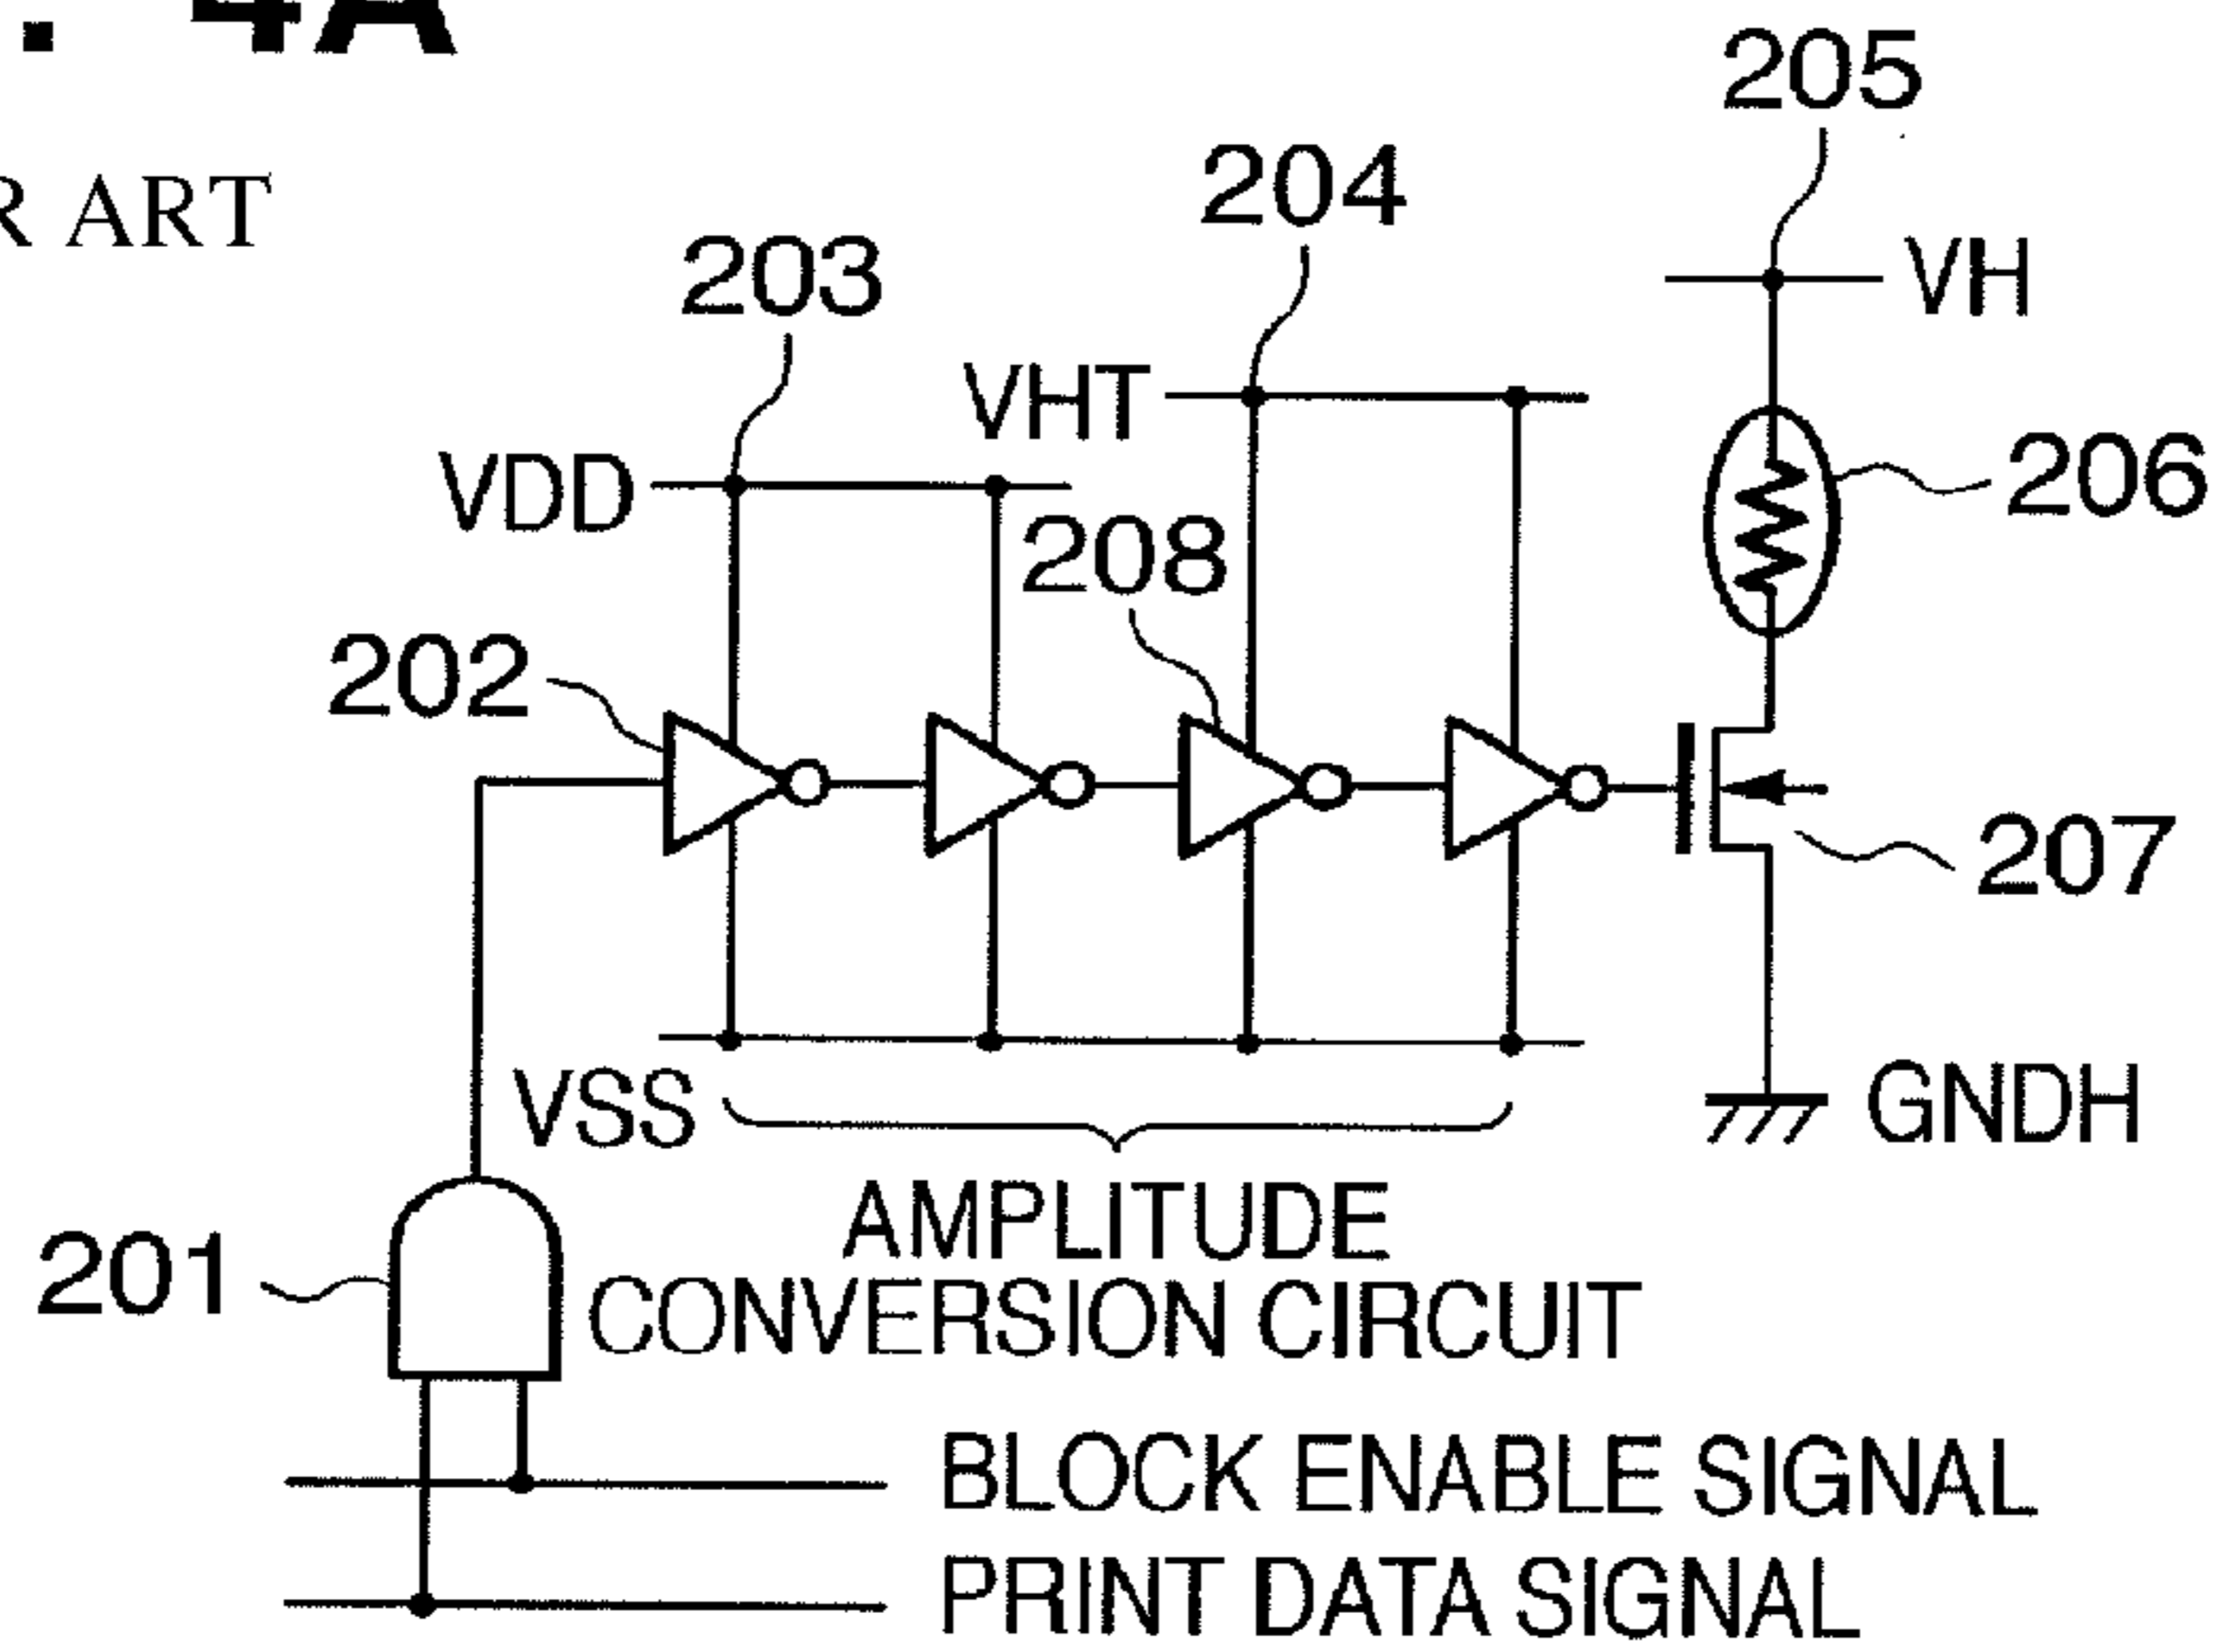 . 4A
205
R ART
204
203
VH
VHT
VDD
206
208
202
207
VSS
GNDH
AMPLITUDE
CONVERSION CIRCUIT
201
BLOCK ENABLE SIGNAL
PRINT DATA SIGNAL